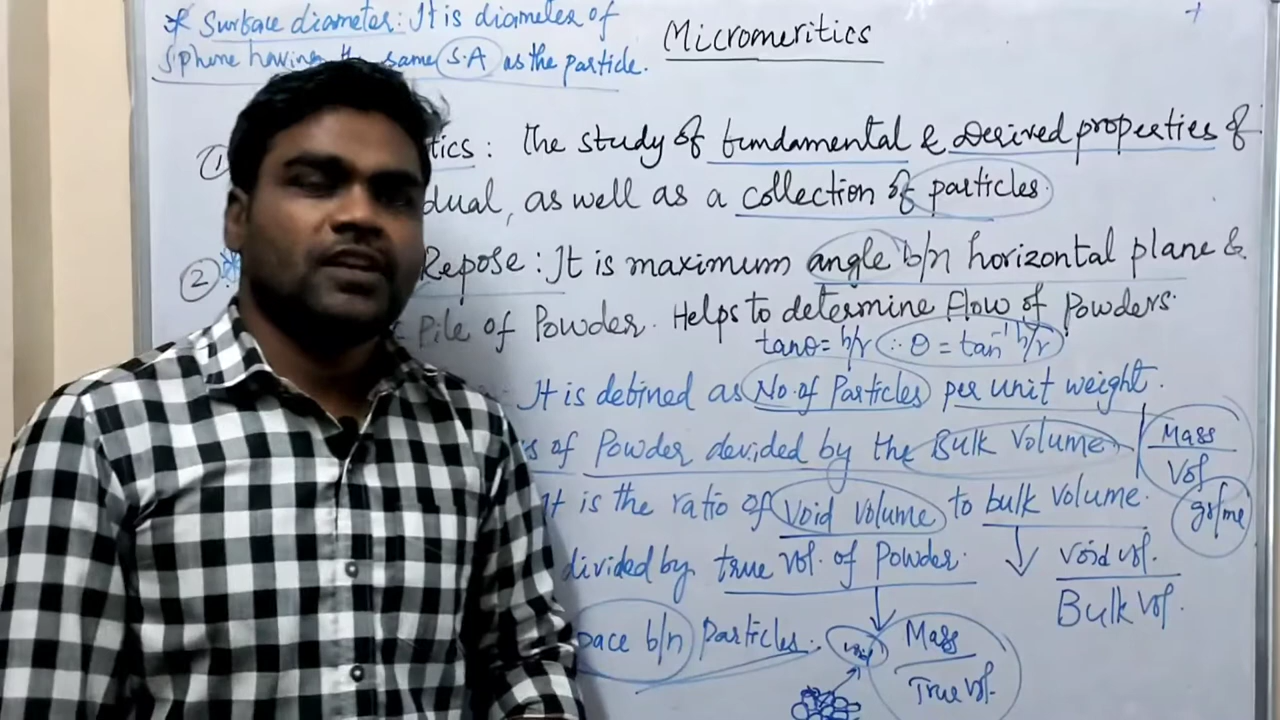 * Surface diameter: It is diameter of
Sphere having the same S.A as the particle.
Micromeritics
①
tics: The study of fundamental & Derived properties of
dual, as well as a collection of particles
②
Repose: It is maximum angle b/n horizontal plane &
Pile of Powder. Helps to determine flow of Powders.
tanθ = h/r ∴ θ = tan⁻¹ h/r
It is defined as No. of Particles per unit weight.
s of Powder devided by the Bulk Volume
Mass
Vol
gr/ml
It is the ratio of void volume to bulk volume.
void vol.
Bulk Vol.
divided by true vol. of Powder.
pace b/n particles.
void
Mass
True vol.